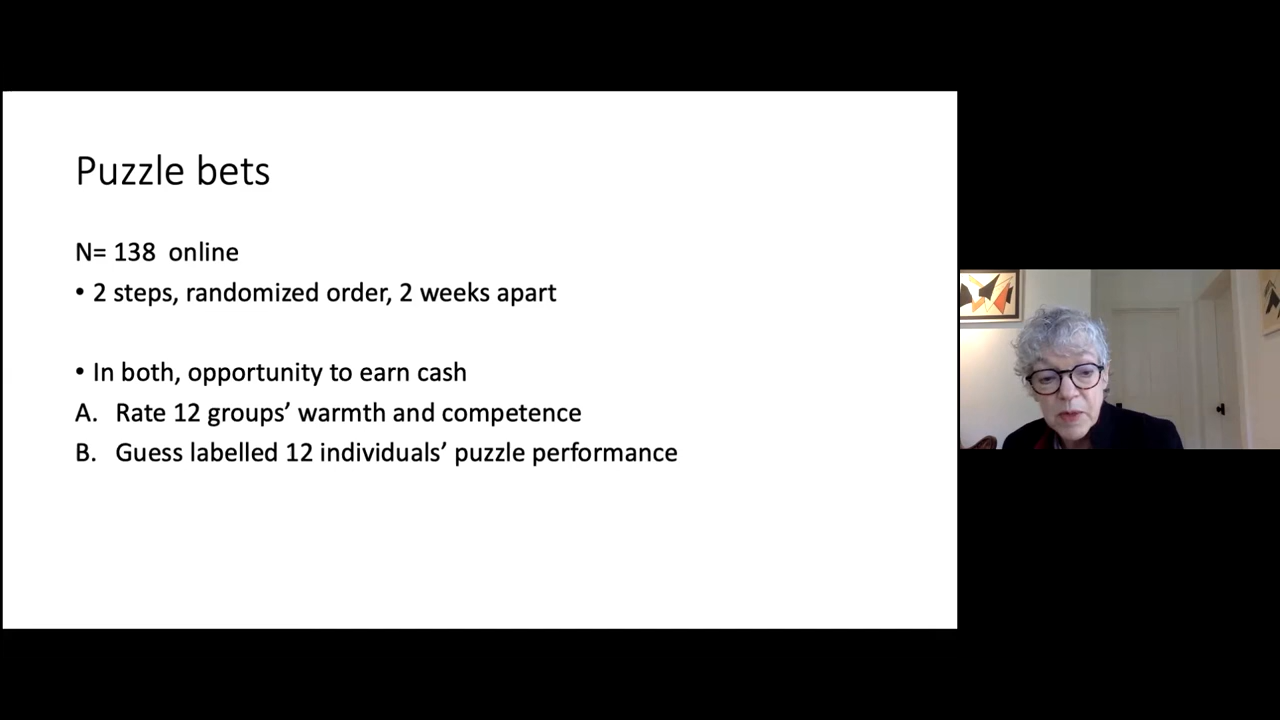 Puzzle bets
N= 138 online
• 2 steps, randomized order, 2 weeks apart
• In both, opportunity to earn cash
A. Rate 12 groups’ warmth and competence
B. Guess labelled 12 individuals’ puzzle performance